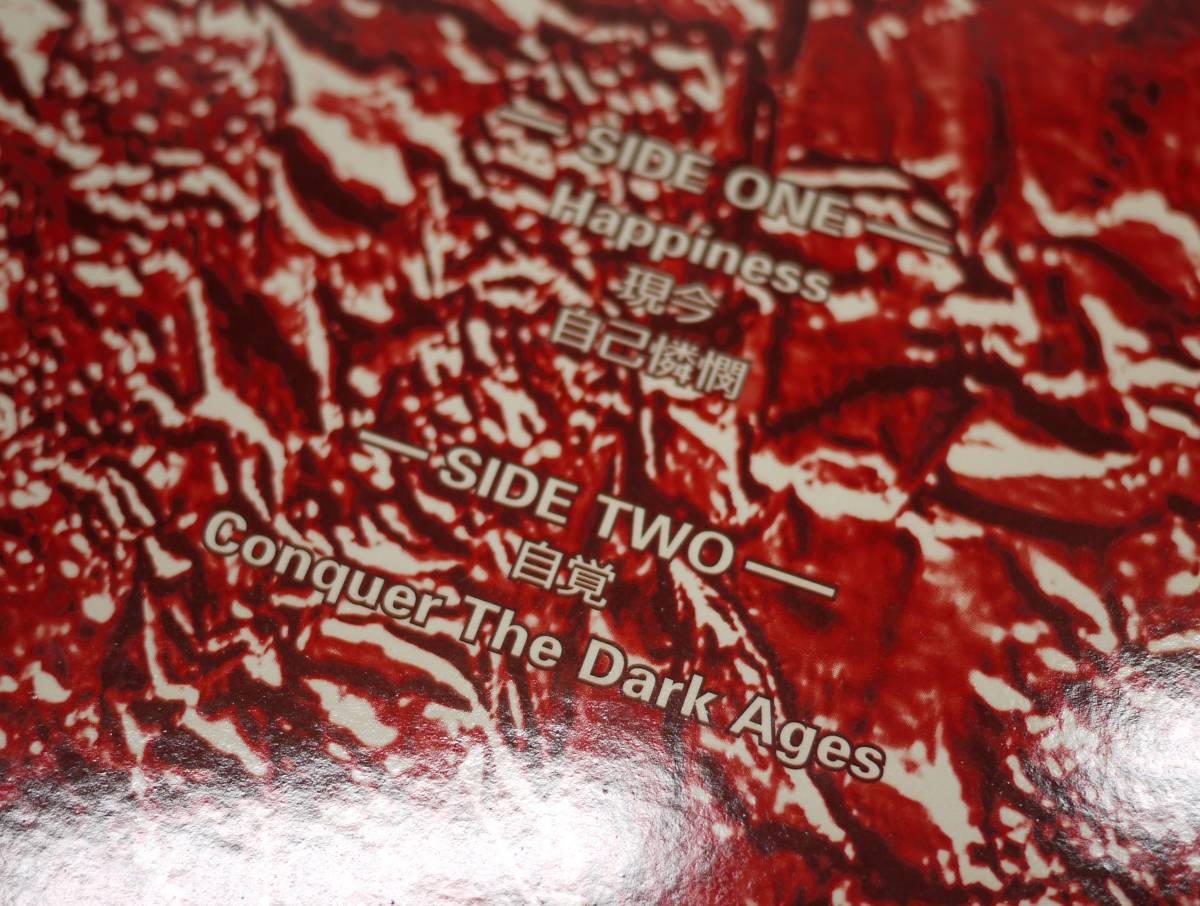 — SIDE ONE —
Happiness
現今
自己憐憫
— SIDE TWO —
自覚
Conquer The Dark Ages